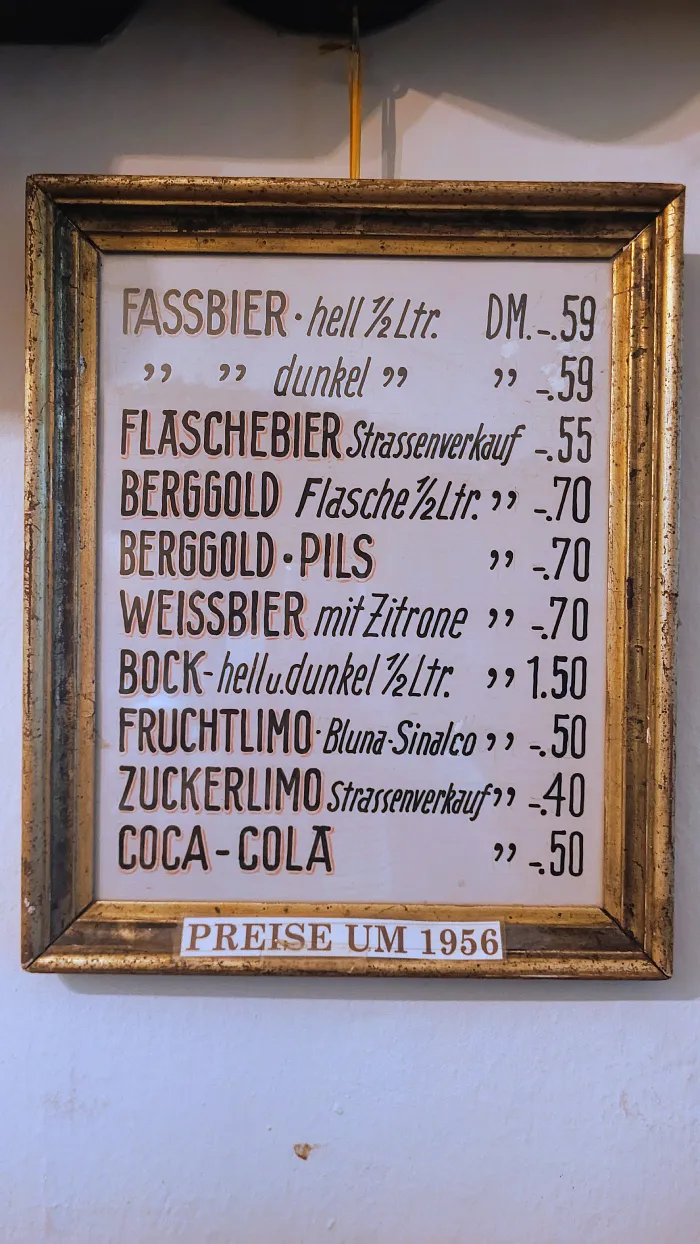 FASSBIER · hell ½ Ltr. DM. -.59
” ” dunkel ” ” -.59
FLASCHEBIER Strassenverkauf -.55
BERGGOLD Flasche ½ Ltr. ” -.70
BERGGOLD · PILS ” -.70
WEISSBIER mit Zitrone ” -.70
BOCK - hell u. dunkel ½ Ltr. ” 1.50
FRUCHTLIMO · Bluna-Sinalco ” -.50
ZUCKERLIMO Strassenverkauf ” -.40
COCA-COLA ” -.50
PREISE UM 1956